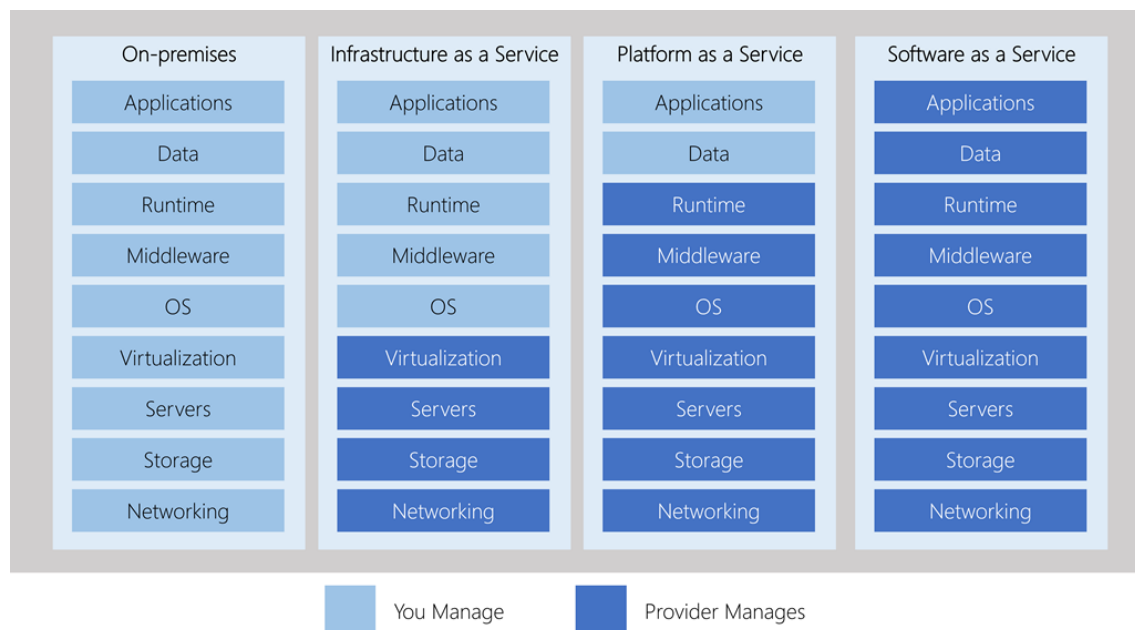 On-premises
Applications
Data
Runtime
Middleware
OS
Virtualization
Servers
Storage
Networking
Infrastructure as a Service
Applications
Data
Runtime
Middleware
OS
Virtualization
Servers
Storage
Networking
Platform as a Service
Applications
Data
Runtime
Middleware
OS
Virtualization
Servers
Storage
Networking
Software as a Service
Applications
Data
Runtime
Middleware
OS
Virtualization
Servers
Storage
Networking
You Manage
Provider Manages